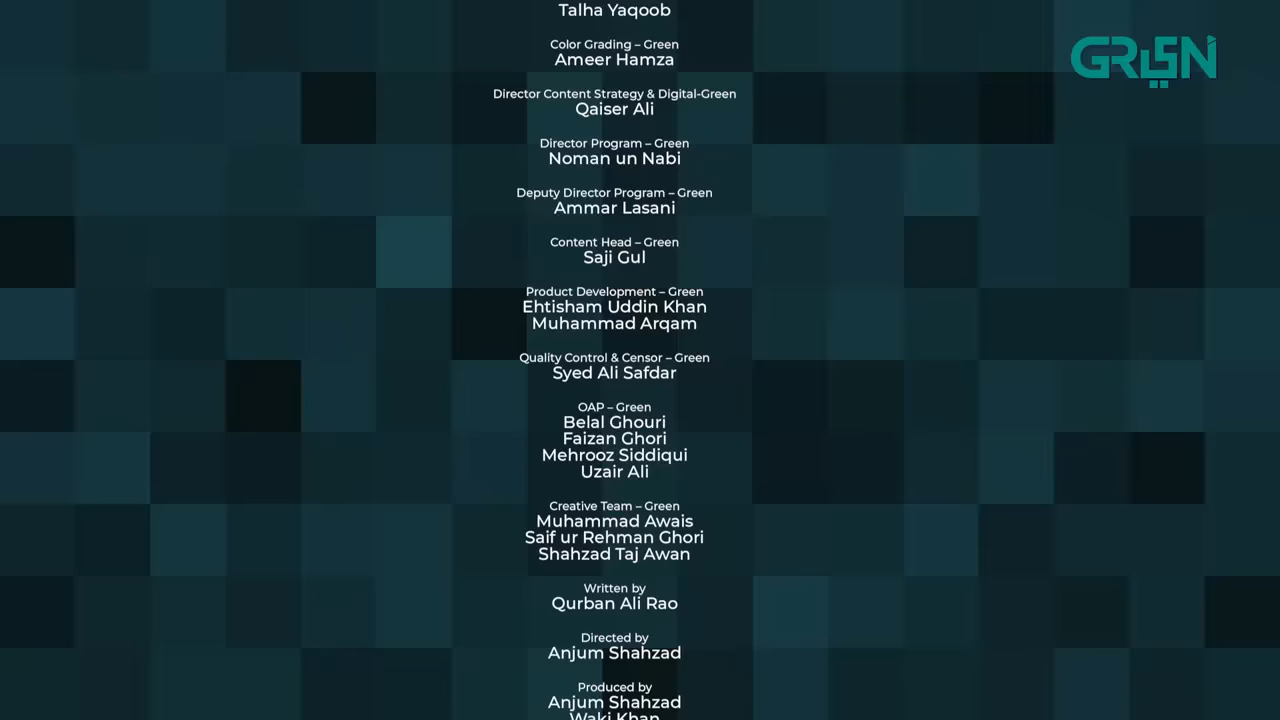 Talha Yaqoob
GREEN
Color Grading – Green
Ameer Hamza
Director Content Strategy & Digital-Green
Qaiser Ali
Director Program – Green
Noman un Nabi
Deputy Director Program – Green
Ammar Lasani
Content Head – Green
Saji Gul
Product Development – Green
Ehtisham Uddin Khan
Muhammad Arqam
Quality Control & Censor – Green
Syed Ali Safdar
OAP – Green
Belal Ghouri
Faizan Ghori
Mehrooz Siddiqui
Uzair Ali
Creative Team – Green
Muhammad Awais
Saif ur Rehman Ghori
Shahzad Taj Awan
Written by
Qurban Ali Rao
Directed by
Anjum Shahzad
Produced by
Anjum Shahzad
Waki Khan